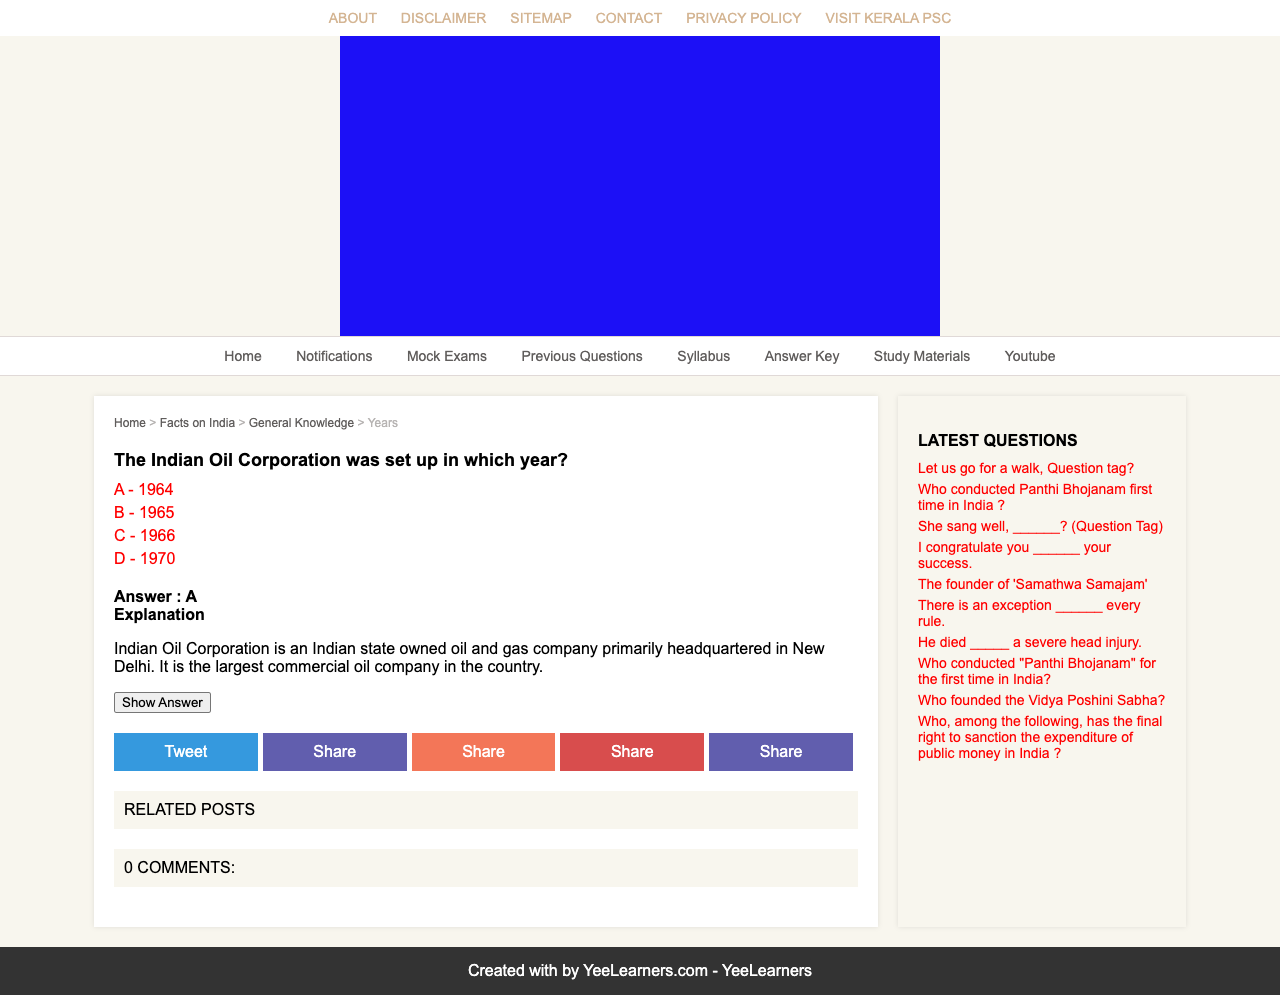 ABOUT DISCLAIMER SITEMAP CONTACT PRIVACY POLICY VISIT KERALA PSC
Home Notifications Mock Exams Previous Questions Syllabus Answer Key Study Materials Youtube
Home > Facts on India > General Knowledge > Years
The Indian Oil Corporation was set up in which year?
A - 1964
B - 1965
C - 1966
D - 1970
Answer : A
Explanation
Indian Oil Corporation is an Indian state owned oil and gas company primarily headquartered in New
Delhi. It is the largest commercial oil company in the country.
Show Answer
Tweet Share Share Share Share
RELATED POSTS
0 COMMENTS:
LATEST QUESTIONS
Let us go for a walk, Question tag?
Who conducted Panthi Bhojanam first
time in India ?
She sang well, ______? (Question Tag)
I congratulate you ______ your
success.
The founder of 'Samathwa Samajam'
There is an exception ______ every
rule.
He died _____ a severe head injury.
Who conducted "Panthi Bhojanam" for
the first time in India?
Who founded the Vidya Poshini Sabha?
Who, among the following, has the final
right to sanction the expenditure of
public money in India ?
Created with by YeeLearners.com - YeeLearners